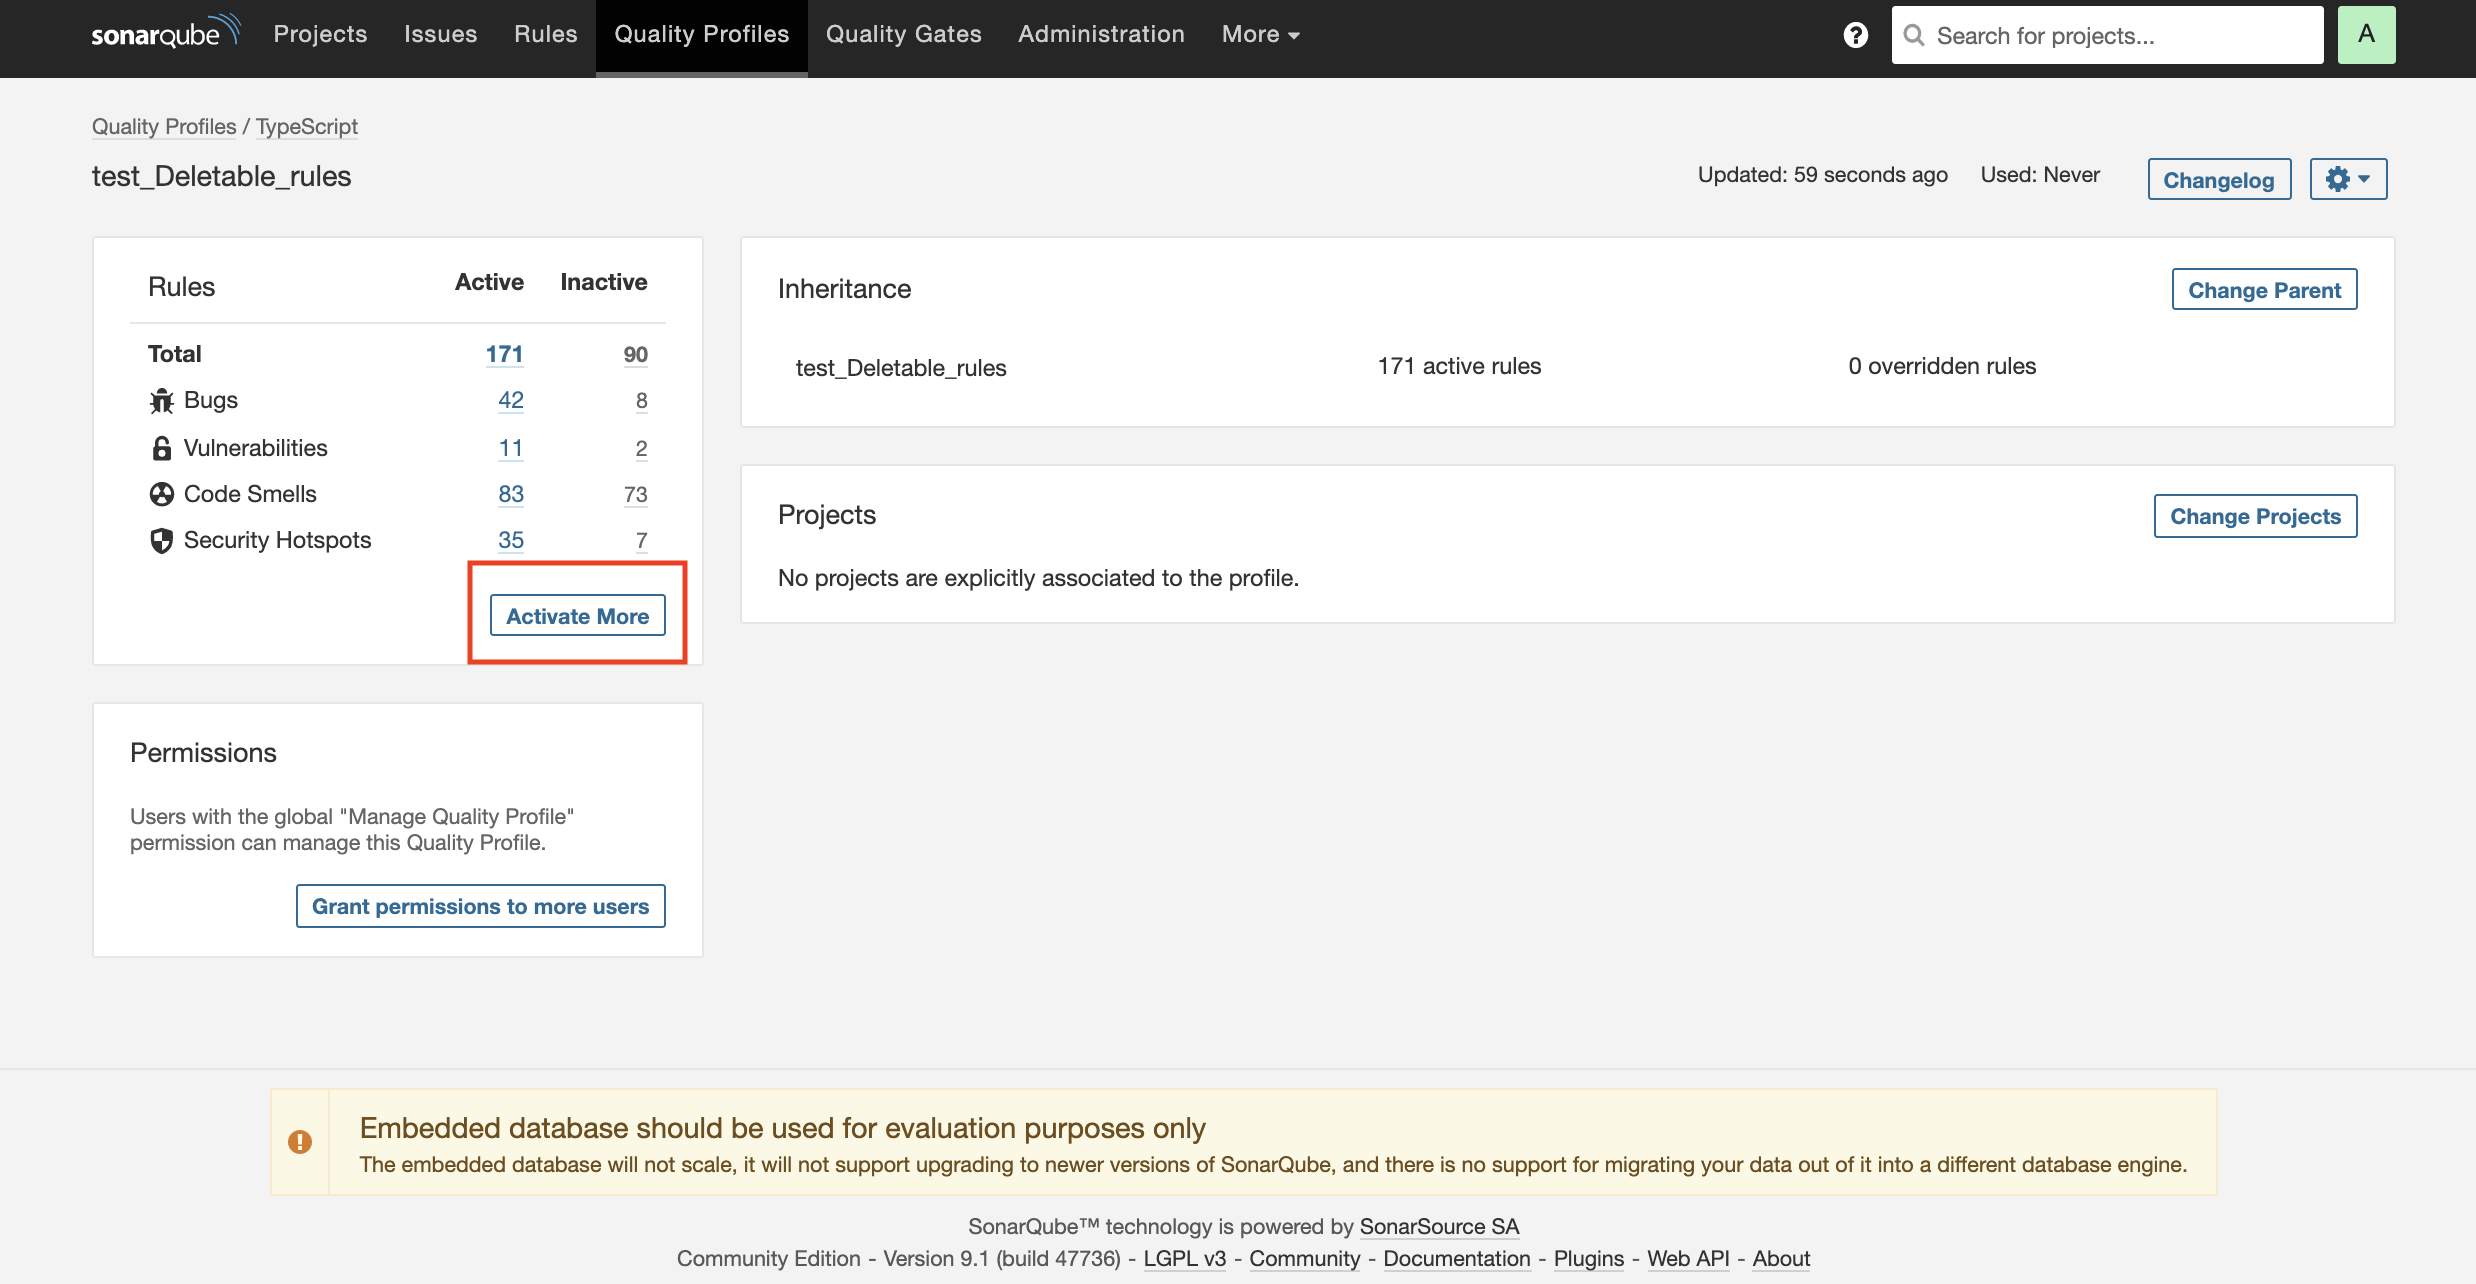 sonarqube Projects Issues Rules Quality Profiles Quality Gates Administration More ? Search for projects... A
Quality Profiles / TypeScript
test_Deletable_rules
Updated: 59 seconds ago Used: Never Changelog
Rules Active Inactive
Total 171 90
Bugs 42 8
Vulnerabilities 11 2
Code Smells 83 73
Security Hotspots 35 7
Activate More
Inheritance Change Parent
test_Deletable_rules 171 active rules 0 overridden rules
Projects Change Projects
No projects are explicitly associated to the profile.
Permissions
Users with the global "Manage Quality Profile"
permission can manage this Quality Profile.
Grant permissions to more users
Embedded database should be used for evaluation purposes only
The embedded database will not scale, it will not support upgrading to newer versions of SonarQube, and there is no support for migrating your data out of it into a different database engine.
SonarQube™ technology is powered by SonarSource SA
Community Edition - Version 9.1 (build 47736) - LGPL v3 - Community - Documentation - Plugins - Web API - About